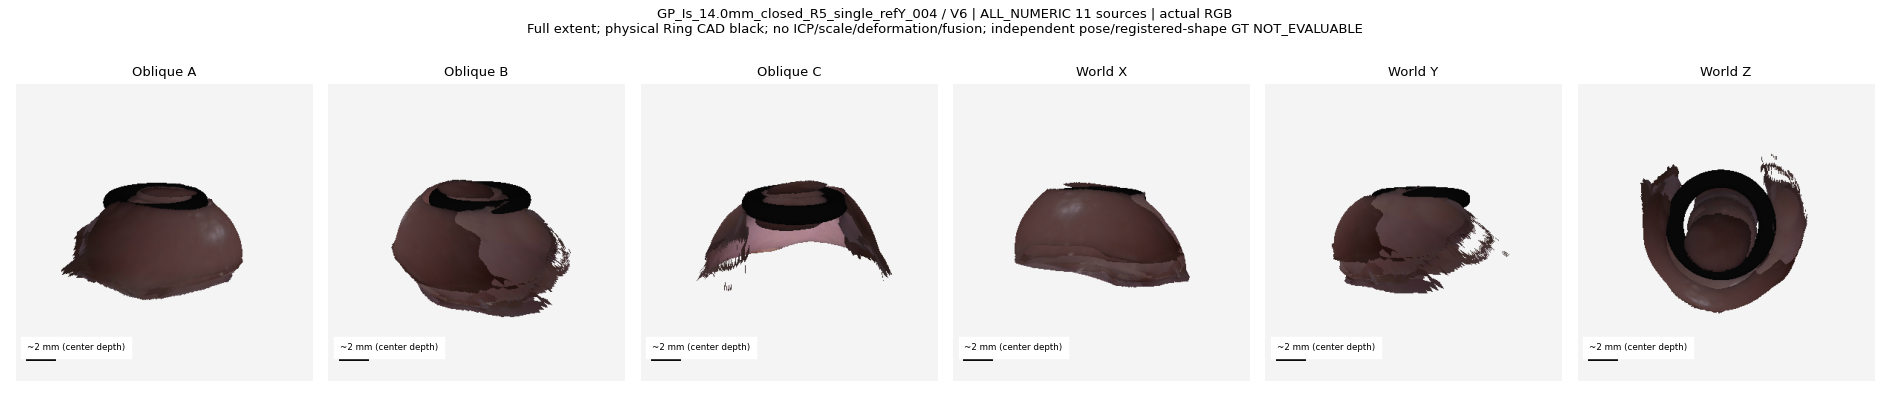 GP_Is_14.0mm_closed_R5_single_refY_004 / V6 | ALL_NUMERIC 11 sources | actual RGB
Full extent; physical Ring CAD black; no ICP/scale/deformation/fusion; independent pose/registered-shape GT NOT_EVALUABLE
Oblique A
Oblique B
Oblique C
World X
World Y
World Z
~2 mm (center depth)
~2 mm (center depth)
~2 mm (center depth)
~2 mm (center depth)
~2 mm (center depth)
~2 mm (center depth)